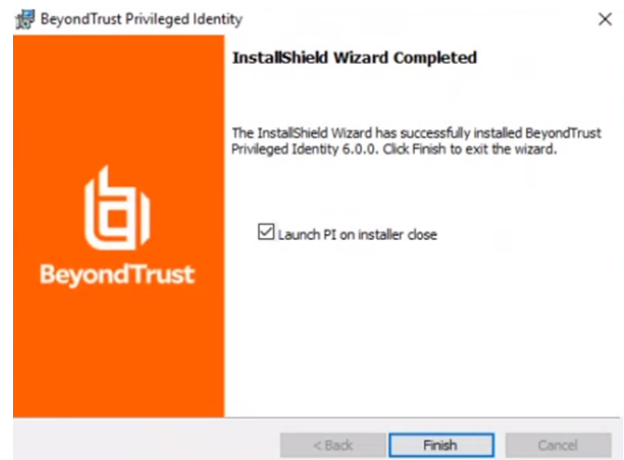 BeyondTrust Privileged Identity
InstallShield Wizard Completed
The InstallShield Wizard has successfully installed BeyondTrust
Privileged Identity 6.0.0. Click Finish to exit the wizard.
Launch PI on installer close
BeyondTrust
< Back Finish Cancel